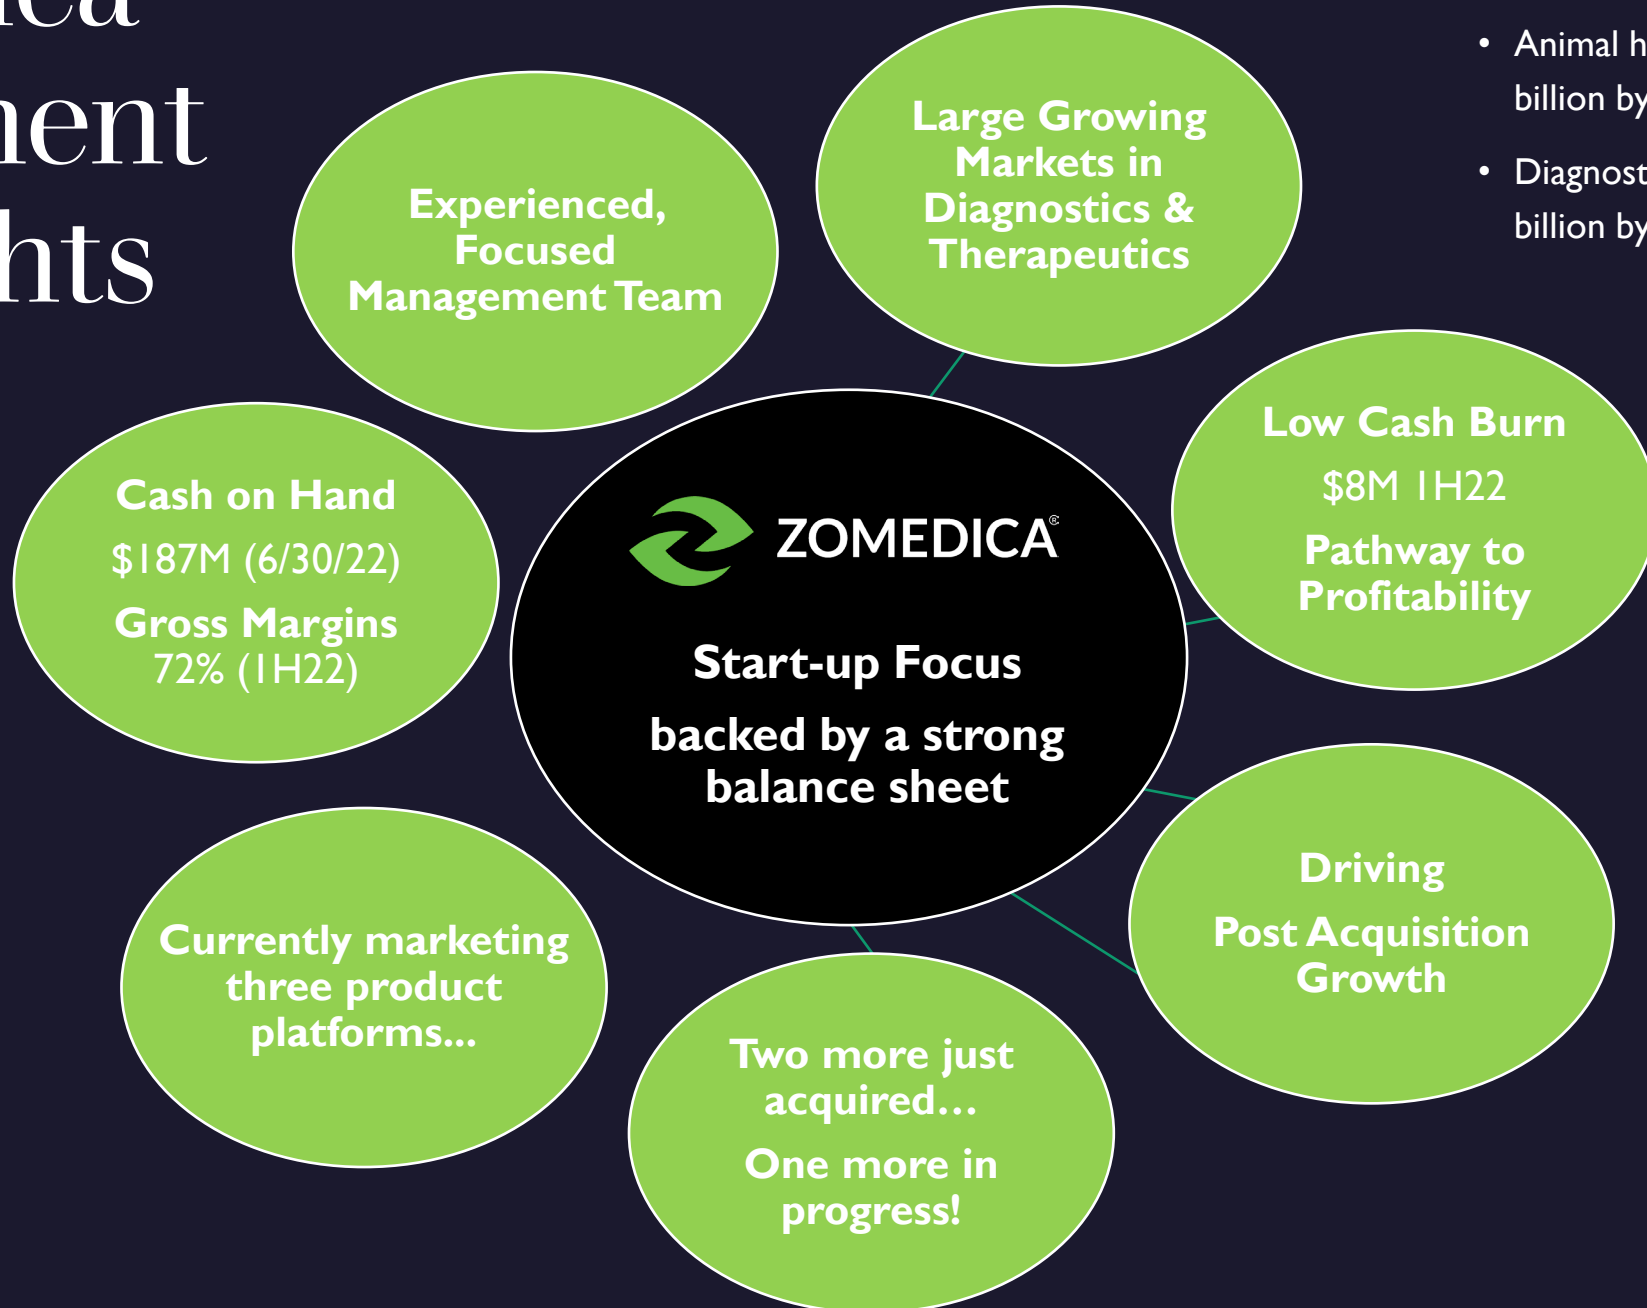 ment
hts
• Animal h
billion by
• Diagnost
billion by
Large Growing
Markets in
Diagnostics &
Therapeutics
Experienced,
Focused
Management Team
Low Cash Burn
$8M 1H22
Pathway to
Profitability
Cash on Hand
$187M (6/30/22)
Gross Margins
72% (1H22)
ZOMEDICA®
Start-up Focus
backed by a strong
balance sheet
Driving
Post Acquisition
Growth
Currently marketing
three product
platforms...
Two more just
acquired...
One more in
progress!